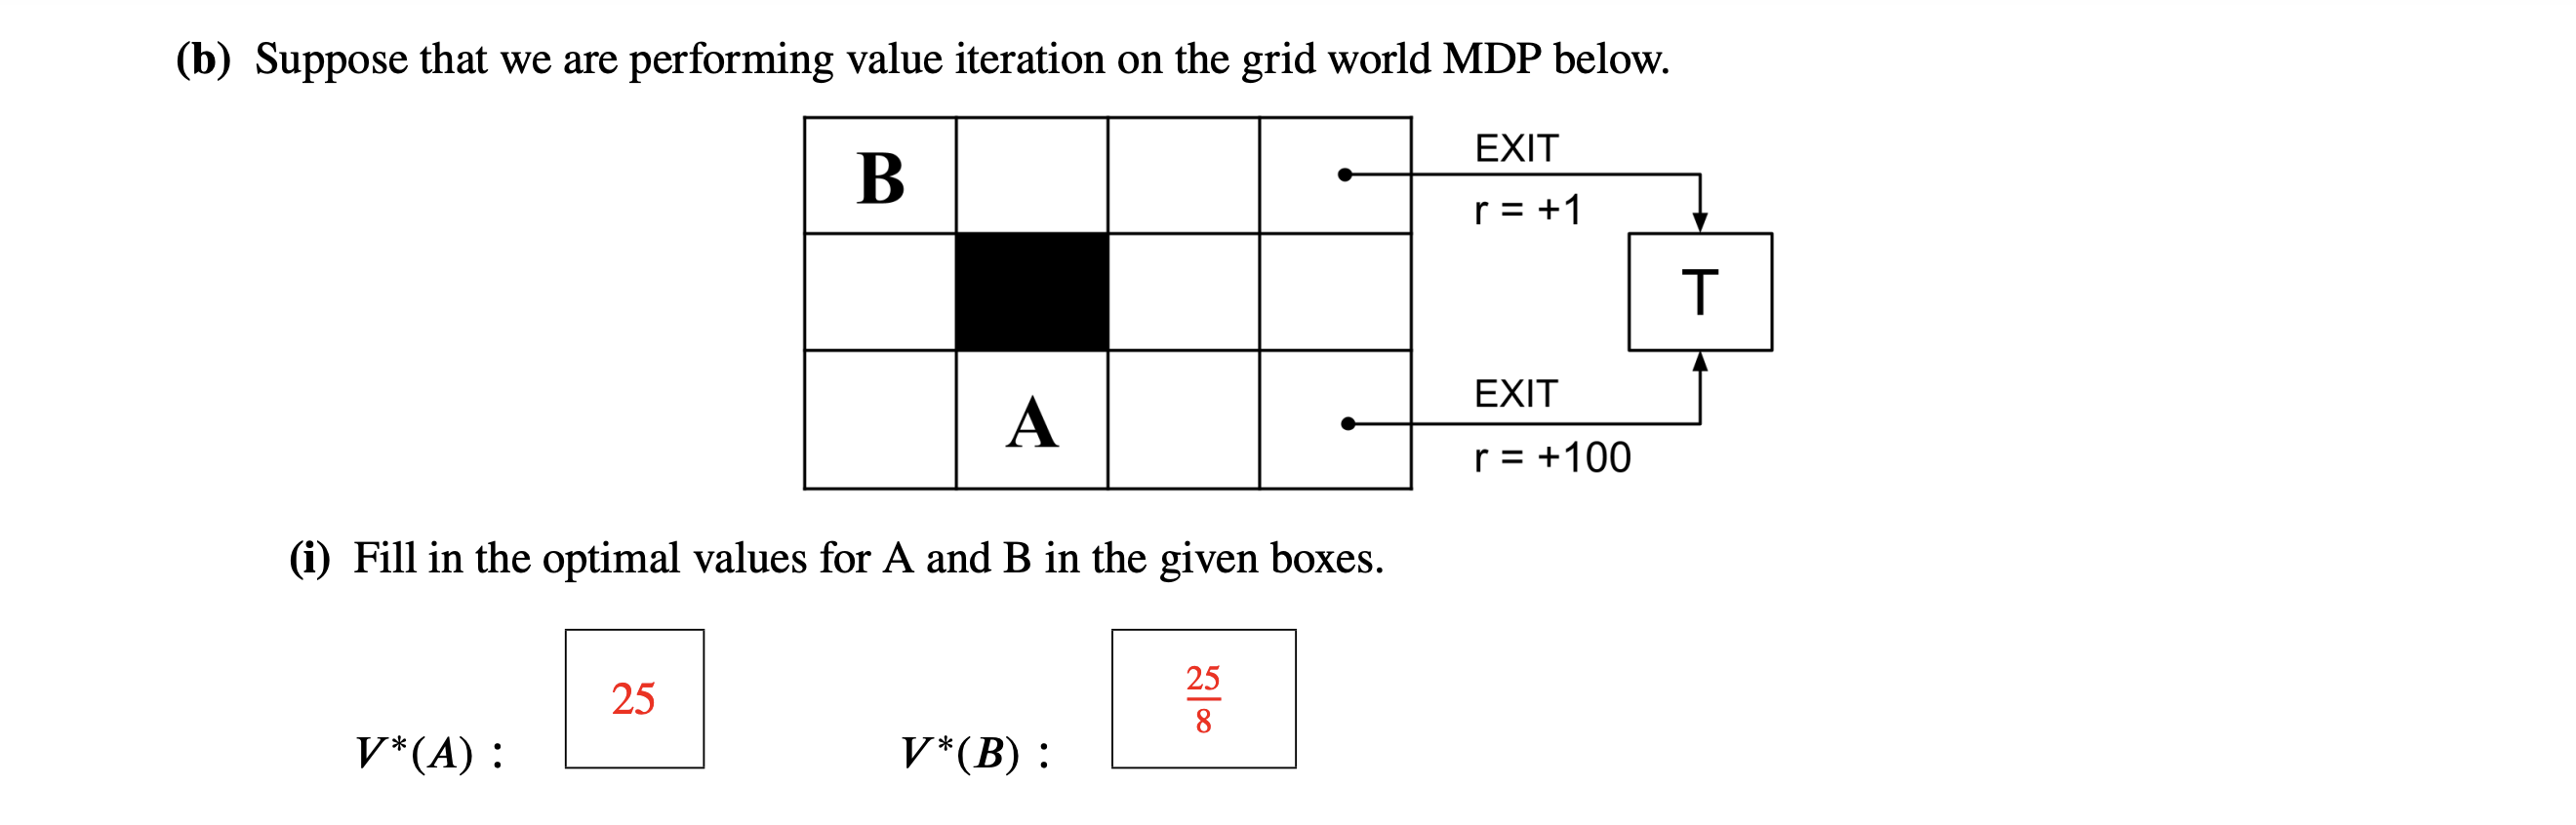 (b) Suppose that we are performing value iteration on the grid world MDP below.
B
EXIT
r = +1
T
A
EXIT
r = +100
(i) Fill in the optimal values for A and B in the given boxes.
V*(A) : 25 V*(B) : 25/8